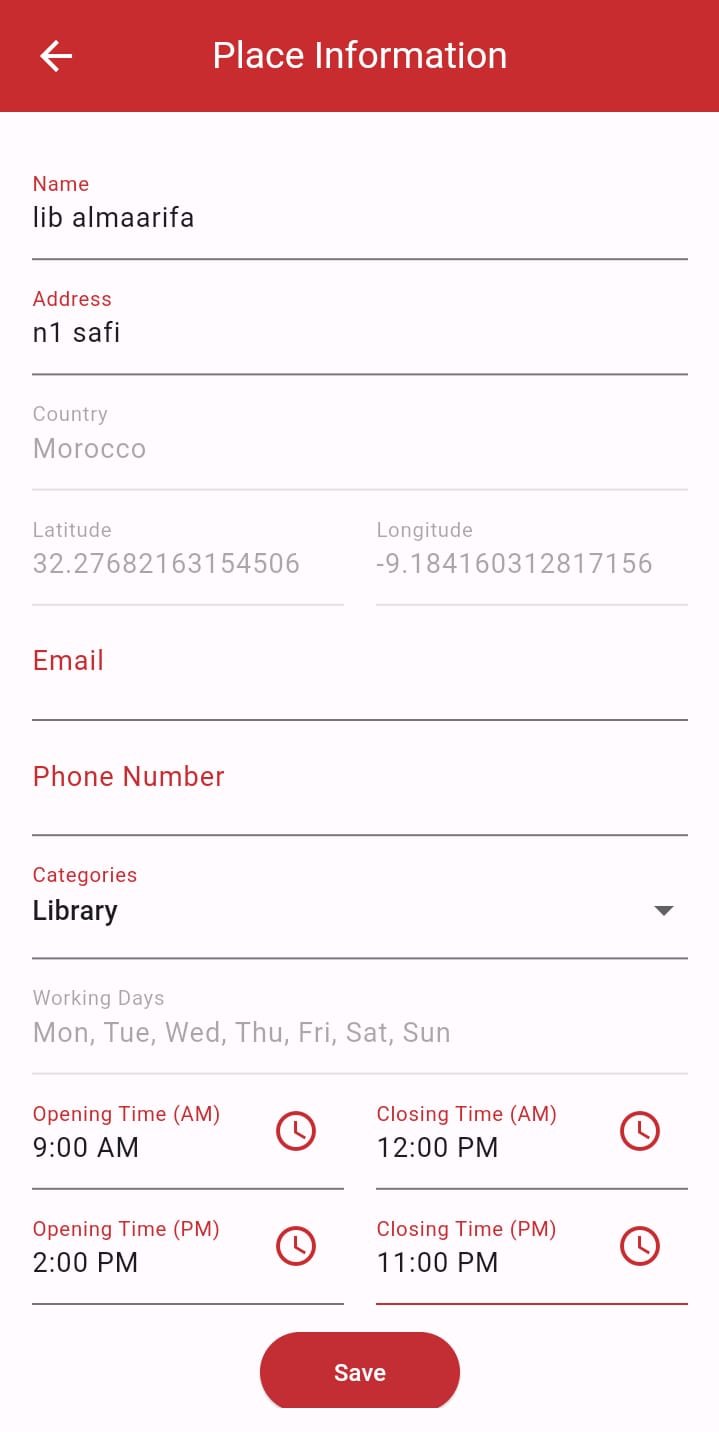 Place Information
Name
lib almaarifa
Address
n1 safi
Country
Morocco
Latitude
32.27682163154506
Longitude
-9.184160312817156
Email
Phone Number
Categories
Library
Working Days
Mon, Tue, Wed, Thu, Fri, Sat, Sun
Opening Time (AM)
9:00 AM
Closing Time (AM)
12:00 PM
Opening Time (PM)
2:00 PM
Closing Time (PM)
11:00 PM
Save